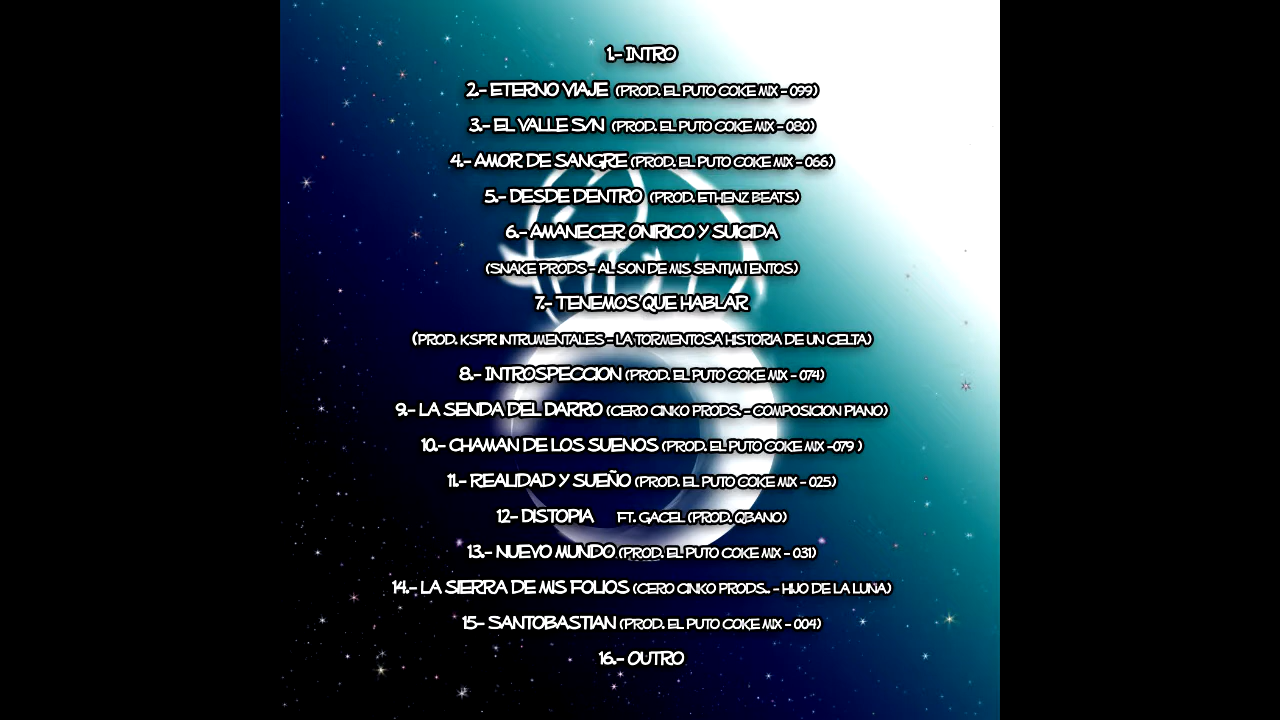 1.- INTRO
2.- ETERNO VIAJE (PROD. EL PUTO COKE MIX - 099)
3.- EL VALLE S/N (PROD. EL PUTO COKE MIX - 080)
4.- AMOR DE SANGRE (PROD. EL PUTO COKE MIX - 066)
5.- DESDE DENTRO (PROD. ETHENZ BEATS)
6.- AMANECER ONIRICO Y SUICIDA
(SNAKE PRODS - AL SON DE MIS SENTIMIENTOS)
7.- TENEMOS QUE HABLAR
(PROD. KSPR INTRUMENTALES - LA TORMENTOSA HISTORIA DE UN CELTA)
8.- INTROSPECCION (PROD. EL PUTO COKE MIX - 074)
9.- LA SENDA DEL DARRO (CERO CINKO PRODS. - COMPOSICION PIANO)
10.- CHAMAN DE LOS SUENOS (PROD. EL PUTO COKE MIX -079 )
11.- REALIDAD Y SUEÑO (PROD. EL PUTO COKE MIX - 025)
12- DISTOPIA FT. GACEL (PROD. QBANO)
13.- NUEVO MUNDO (PROD. EL PUTO COKE MIX - 031)
14.- LA SIERRA DE MIS FOLIOS (CERO CINKO PRODS.. - HIJO DE LA LUNA)
15- SANTOBASTIAN (PROD. EL PUTO COKE MIX - 004)
16.- OUTRO